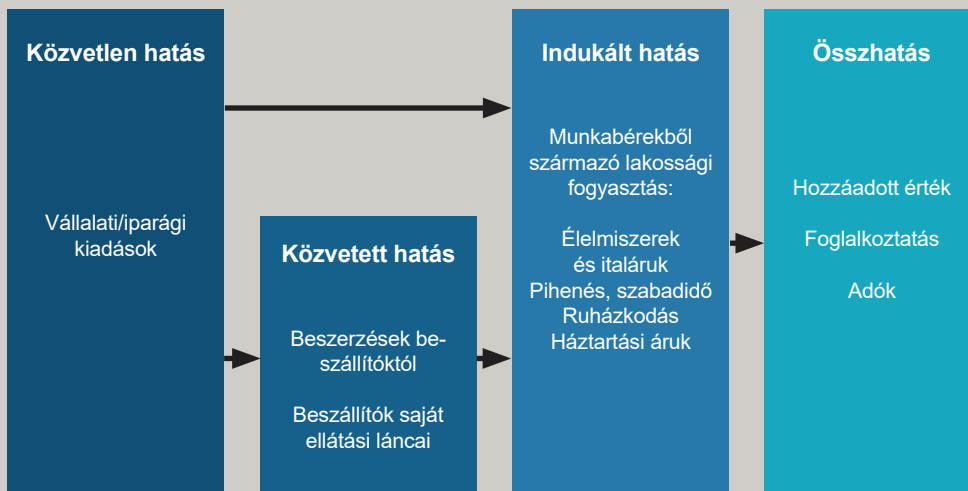 Közvetlen hatás
Vállalati/iparági
kiadások
Közvetett hatás
Beszerzések be-
szállítóktól
Beszállítók saját
ellátási láncai
Indukált hatás
Munkabérekből
származó lakossági
fogyasztás:
Élelmiszerek
és italáruk
Pihenés, szabadidő
Ruházkodás
Háztartási áruk
Összhatás
Hozzáadott érték
Foglalkoztatás
Adók